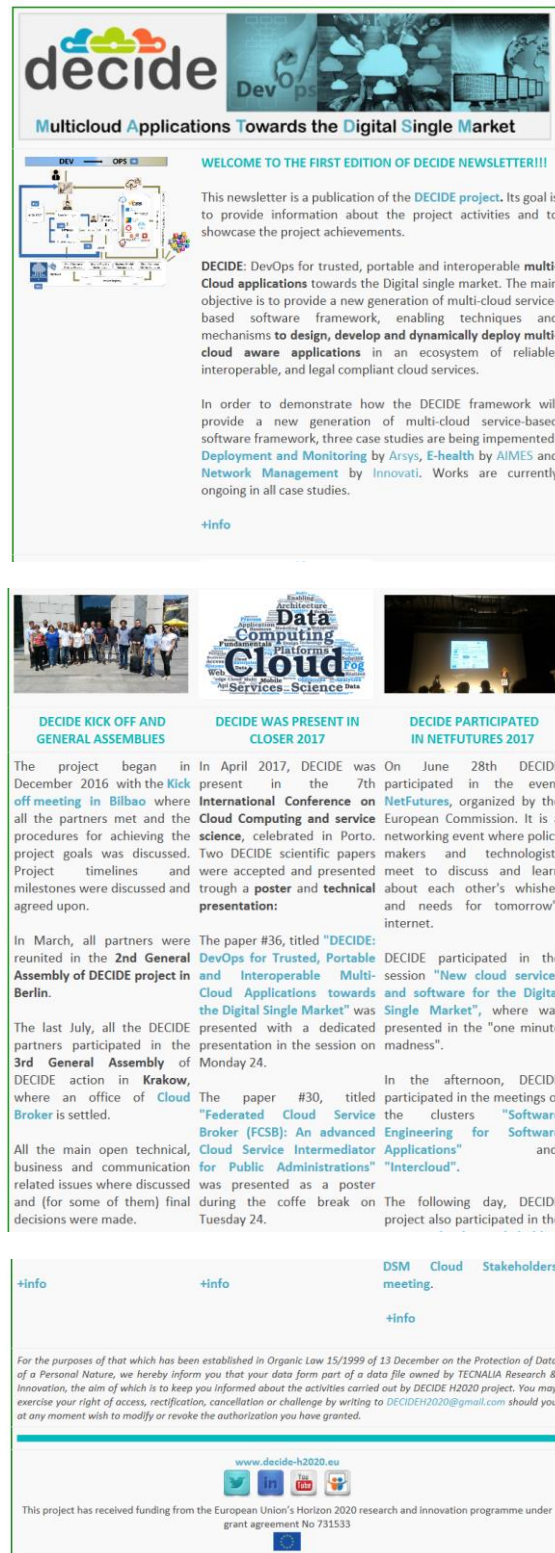 decide
DevOps
Multicloud Applications Towards the Digital Single Market
DEV OPS
WELCOME TO THE FIRST EDITION OF DECIDE NEWSLETTER!!!
This newsletter is a publication of the DECIDE project. Its goal is
to provide information about the project activities and to
showcase the project achievements.
DECIDE: DevOps for trusted, portable and interoperable multi-
Cloud applications towards the Digital single market. The main
objective is to provide a new generation of multi-cloud service-
based software framework, enabling techniques and
mechanisms to design, develop and dynamically deploy multi-
cloud aware applications in an ecosystem of reliable,
interoperable, and legal compliant cloud services.
In order to demonstrate how the DECIDE framework will
provide a new generation of multi-cloud service-based
software framework, three case studies are being impemented:
Deployment and Monitoring by Arsys, E-health by AIMES and
Network Management by Innovati. Works are currently
ongoing in all case studies.
+info
Enabling
Architecture
Data
Application
Computing
Fundamentals Platforms
Cloud
Web Fog
Mobile
Services Science Data
DECIDE KICK OFF AND
GENERAL ASSEMBLIES
The project began in
December 2016 with the Kick
off meeting in Bilbao where
all the partners met and the
procedures for achieving the
project goals was discussed.
Project timelines and
milestones were discussed and
agreed upon.
In March, all partners were
reunited in the 2nd General
Assembly of DECIDE project in
Berlin.
The last July, all the DECIDE
partners participated in the
3rd General Assembly of
DECIDE action in Krakow,
where an office of Cloud
Broker is settled.
All the main open technical,
business and communication
related issues where discussed
and (for some of them) final
decisions were made.
+info
DECIDE WAS PRESENT IN
CLOSER 2017
In April 2017, DECIDE was
present in the 7th
International Conference on
Cloud Computing and service
science, celebrated in Porto.
Two DECIDE scientific papers
were accepted and presented
trough a poster and technical
presentation:
The paper #36, titled "DECIDE:
DevOps for Trusted, Portable
and Interoperable Multi-
Cloud Applications towards
the Digital Single Market" was
presented with a dedicated
presentation in the session on
Monday 24.
The paper #30, titled
"Federated Cloud Service
Broker (FCSB): An advanced
Cloud Service Intermediator
for Public Administrations"
was presented as a poster
during the coffe break on
Tuesday 24.
+info
DECIDE PARTICIPATED
IN NETFUTURES 2017
On June 28th DECIDE
participated in the event
NetFutures, organized by the
European Commission. It is a
networking event where policy
makers and technologist
meet to discuss and learn
about each other's whishes
and needs for tomorrow's
internet.
DECIDE participated in the
session "New cloud services
and software for the Digital
Single Market", where was
presented in the "one minute
madness".
In the afternoon, DECIDE
participated in the meetings of
the clusters "Software
Engineering for Software
Applications" and
"Intercloud".
The following day, DECIDE
project also participated in the
DSM Cloud Stakeholders
meeting.
+info
For the purposes of that which has been established in Organic Law 15/1999 of 13 December on the Protection of Data
of a Personal Nature, we hereby inform you that your data form part of a data file owned by TECNALIA Research &
Innovation, the aim of which is to keep you informed about the activities carried out by DECIDE H2020 project. You may
exercise your right of access, rectification, cancellation or challenge by writing to DECIDEH2020@gmail.com should you
at any moment wish to modify or revoke the authorization you have granted.
www.decide-h2020.eu
in
You Tube
This project has received funding from the European Union's Horizon 2020 research and innovation programme under
grant agreement No 731533